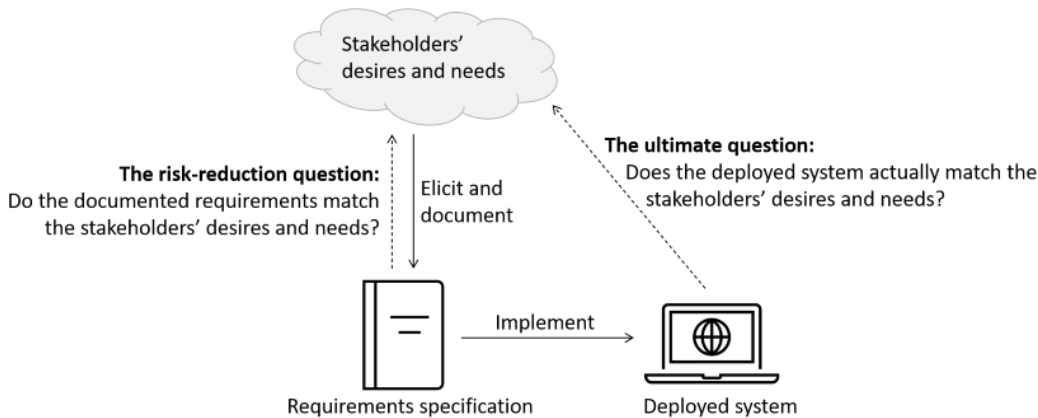 Stakeholders'
desires and needs
The risk-reduction question:
Do the documented requirements match
the stakeholders' desires and needs?
Elicit and
document
The ultimate question:
Does the deployed system actually match the
stakeholders' desires and needs?
Implement
Requirements specification
Deployed system